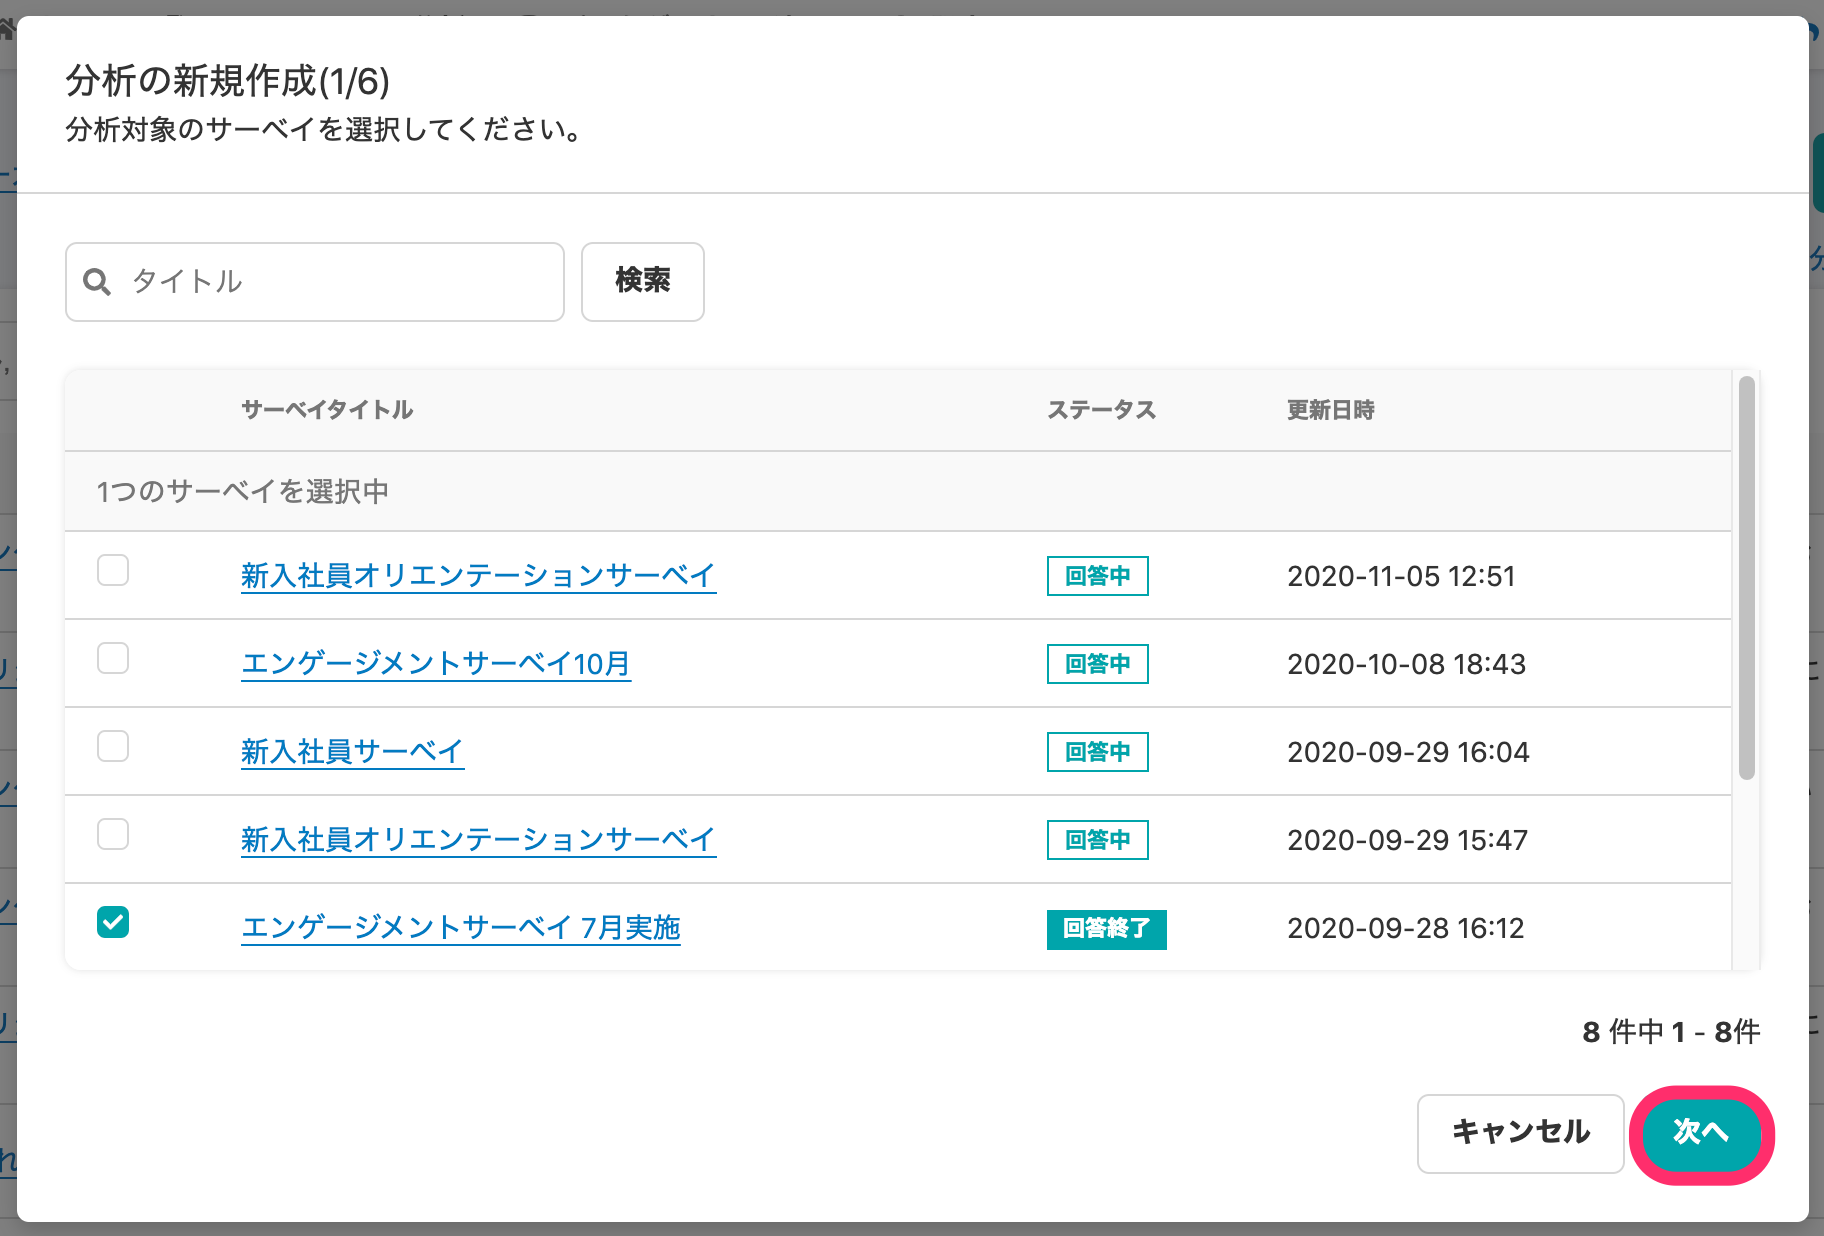 分析の新規作成(1/6)
分析対象のサーベイを選択してください。
タイトル
検索
サーベイタイトル ステータス 更新日時
1つのサーベイを選択中
新入社員オリエンテーションサーベイ 回答中 2020-11-05 12:51
エンゲージメントサーベイ10月 回答中 2020-10-08 18:43
新入社員サーベイ 回答中 2020-09-29 16:04
新入社員オリエンテーションサーベイ 回答中 2020-09-29 15:47
エンゲージメントサーベイ 7月実施 回答終了 2020-09-28 16:12
8 件中 1 - 8件
キャンセル
次へ